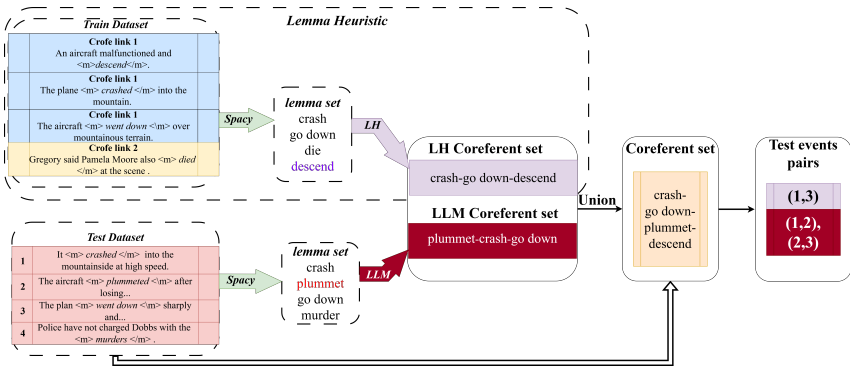 Lemma Heuristic
Train Dataset
Crofe link 1
An aircraft malfunctioned and
<m>descend</m>.
Crofe link 1
The plane <m> crashed </m> into the
mountain.
Crofe link 1
The aircraft <m> went down <\m> over
mountainous terrain.
Crofe link 2
Gregory said Pamela Moore also <m> died
</m> at the scene .
Spacy
lemma set
crash
go down
die
descend
LH
LH Coreferent set
crash-go down-descend
LLM Coreferent set
plummet-crash-go down
Union
Coreferent set
crash-
go down-
plummet-
descend
Test events
pairs
(1,3)
(1,2),
(2,3)
Test Dataset
1 It <m> crashed </m> into the
mountainside at high speed.
2 The aircraft <m> plummeted <\m> after
losing...
3 The plan <m> went down <\m> sharply
and...
4 Police have not charged Dobbs with the
<m> murders </m> .
Spacy
lemma set
crash
plummet
go down
murder
LLM